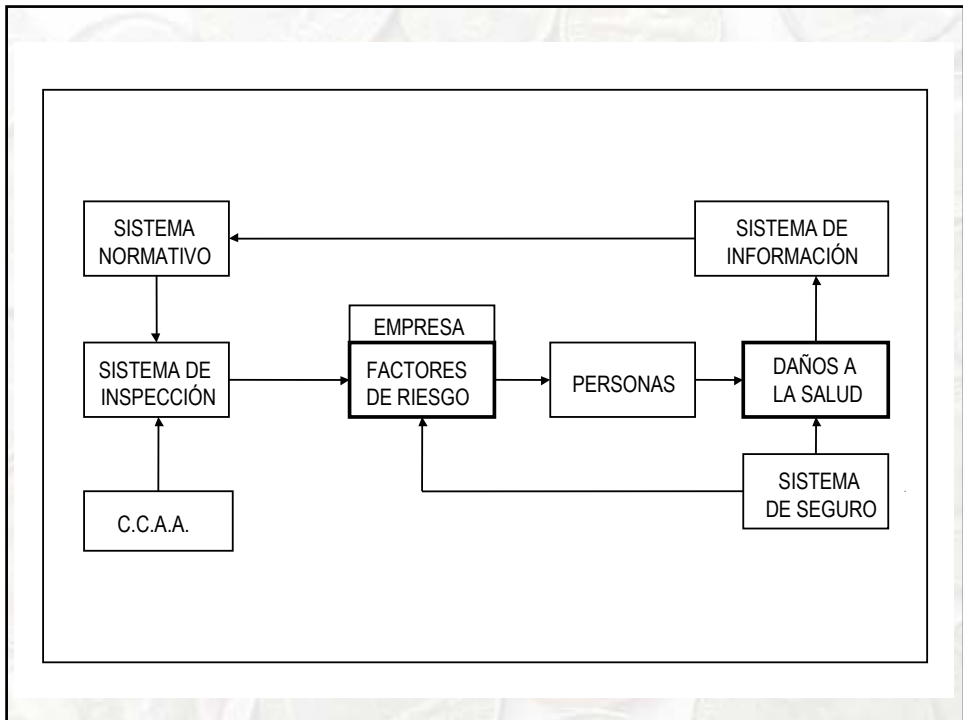 SISTEMA
NORMATIVO
SISTEMA DE
INFORMACIÓN
EMPRESA
SISTEMA DE
INSPECCIÓN
FACTORES
DE RIESGO
PERSONAS
DAÑOS A
LA SALUD
SISTEMA
DE SEGURO
C.C.A.A.